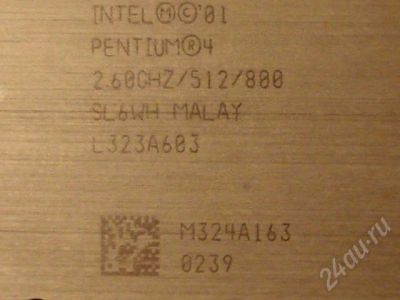 INTEL Ⓜ Ⓒ '01
PENTIUM® 4
2.60GHZ/512/800
SL6WH MALAY
L323A603
M324A163
0239
24au.ru